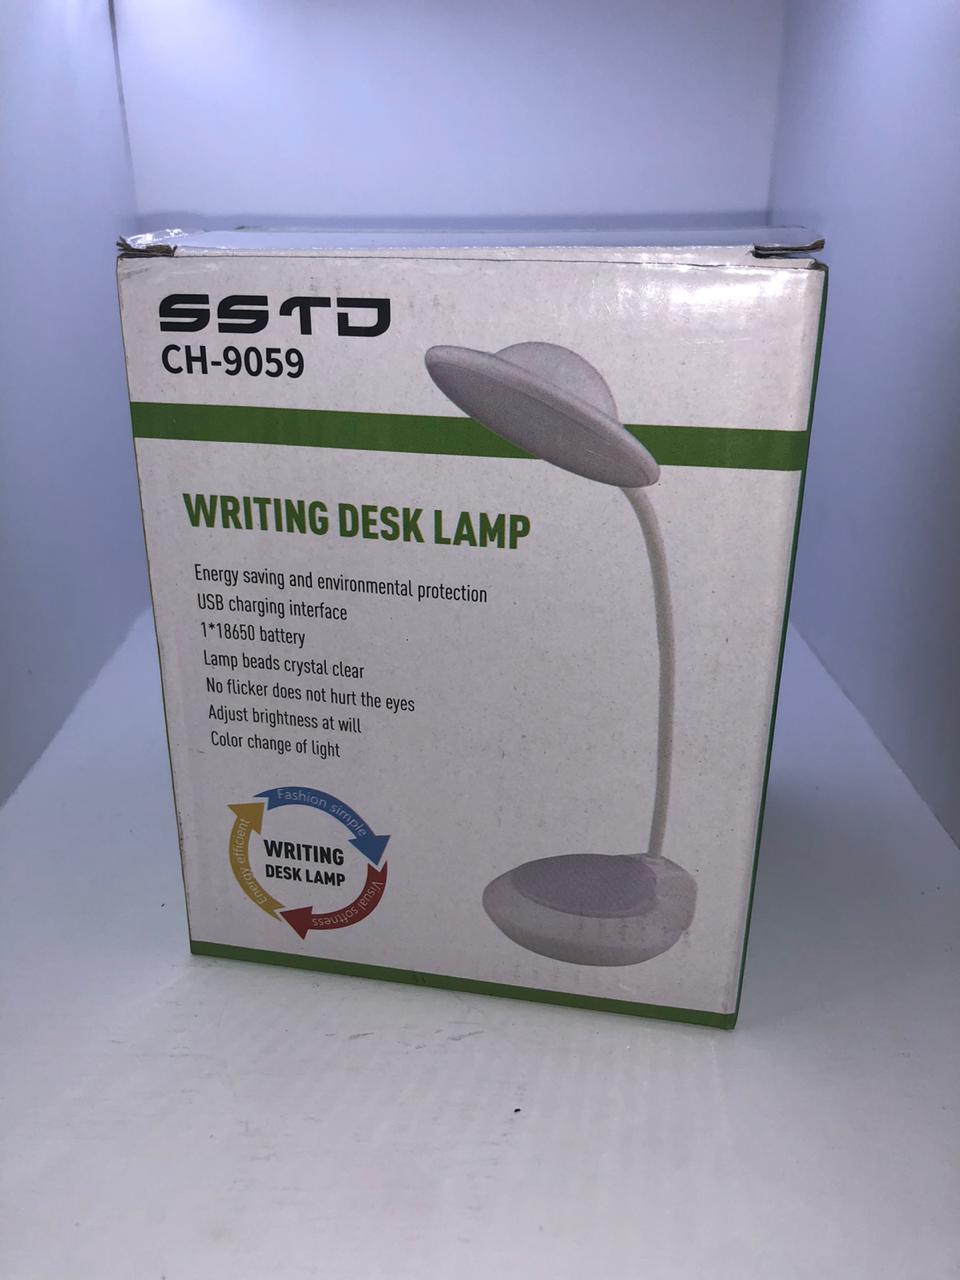 SSTD
CH-9059
WRITING DESK LAMP
Energy saving and environmental protection
USB charging interface
1*18650 battery
Lamp beads crystal clear
No flicker does not hurt the eyes
Adjust brightness at will
Color change of light
Fashion simple
Energy efficient
WRITING
DESK LAMP
Visual softness